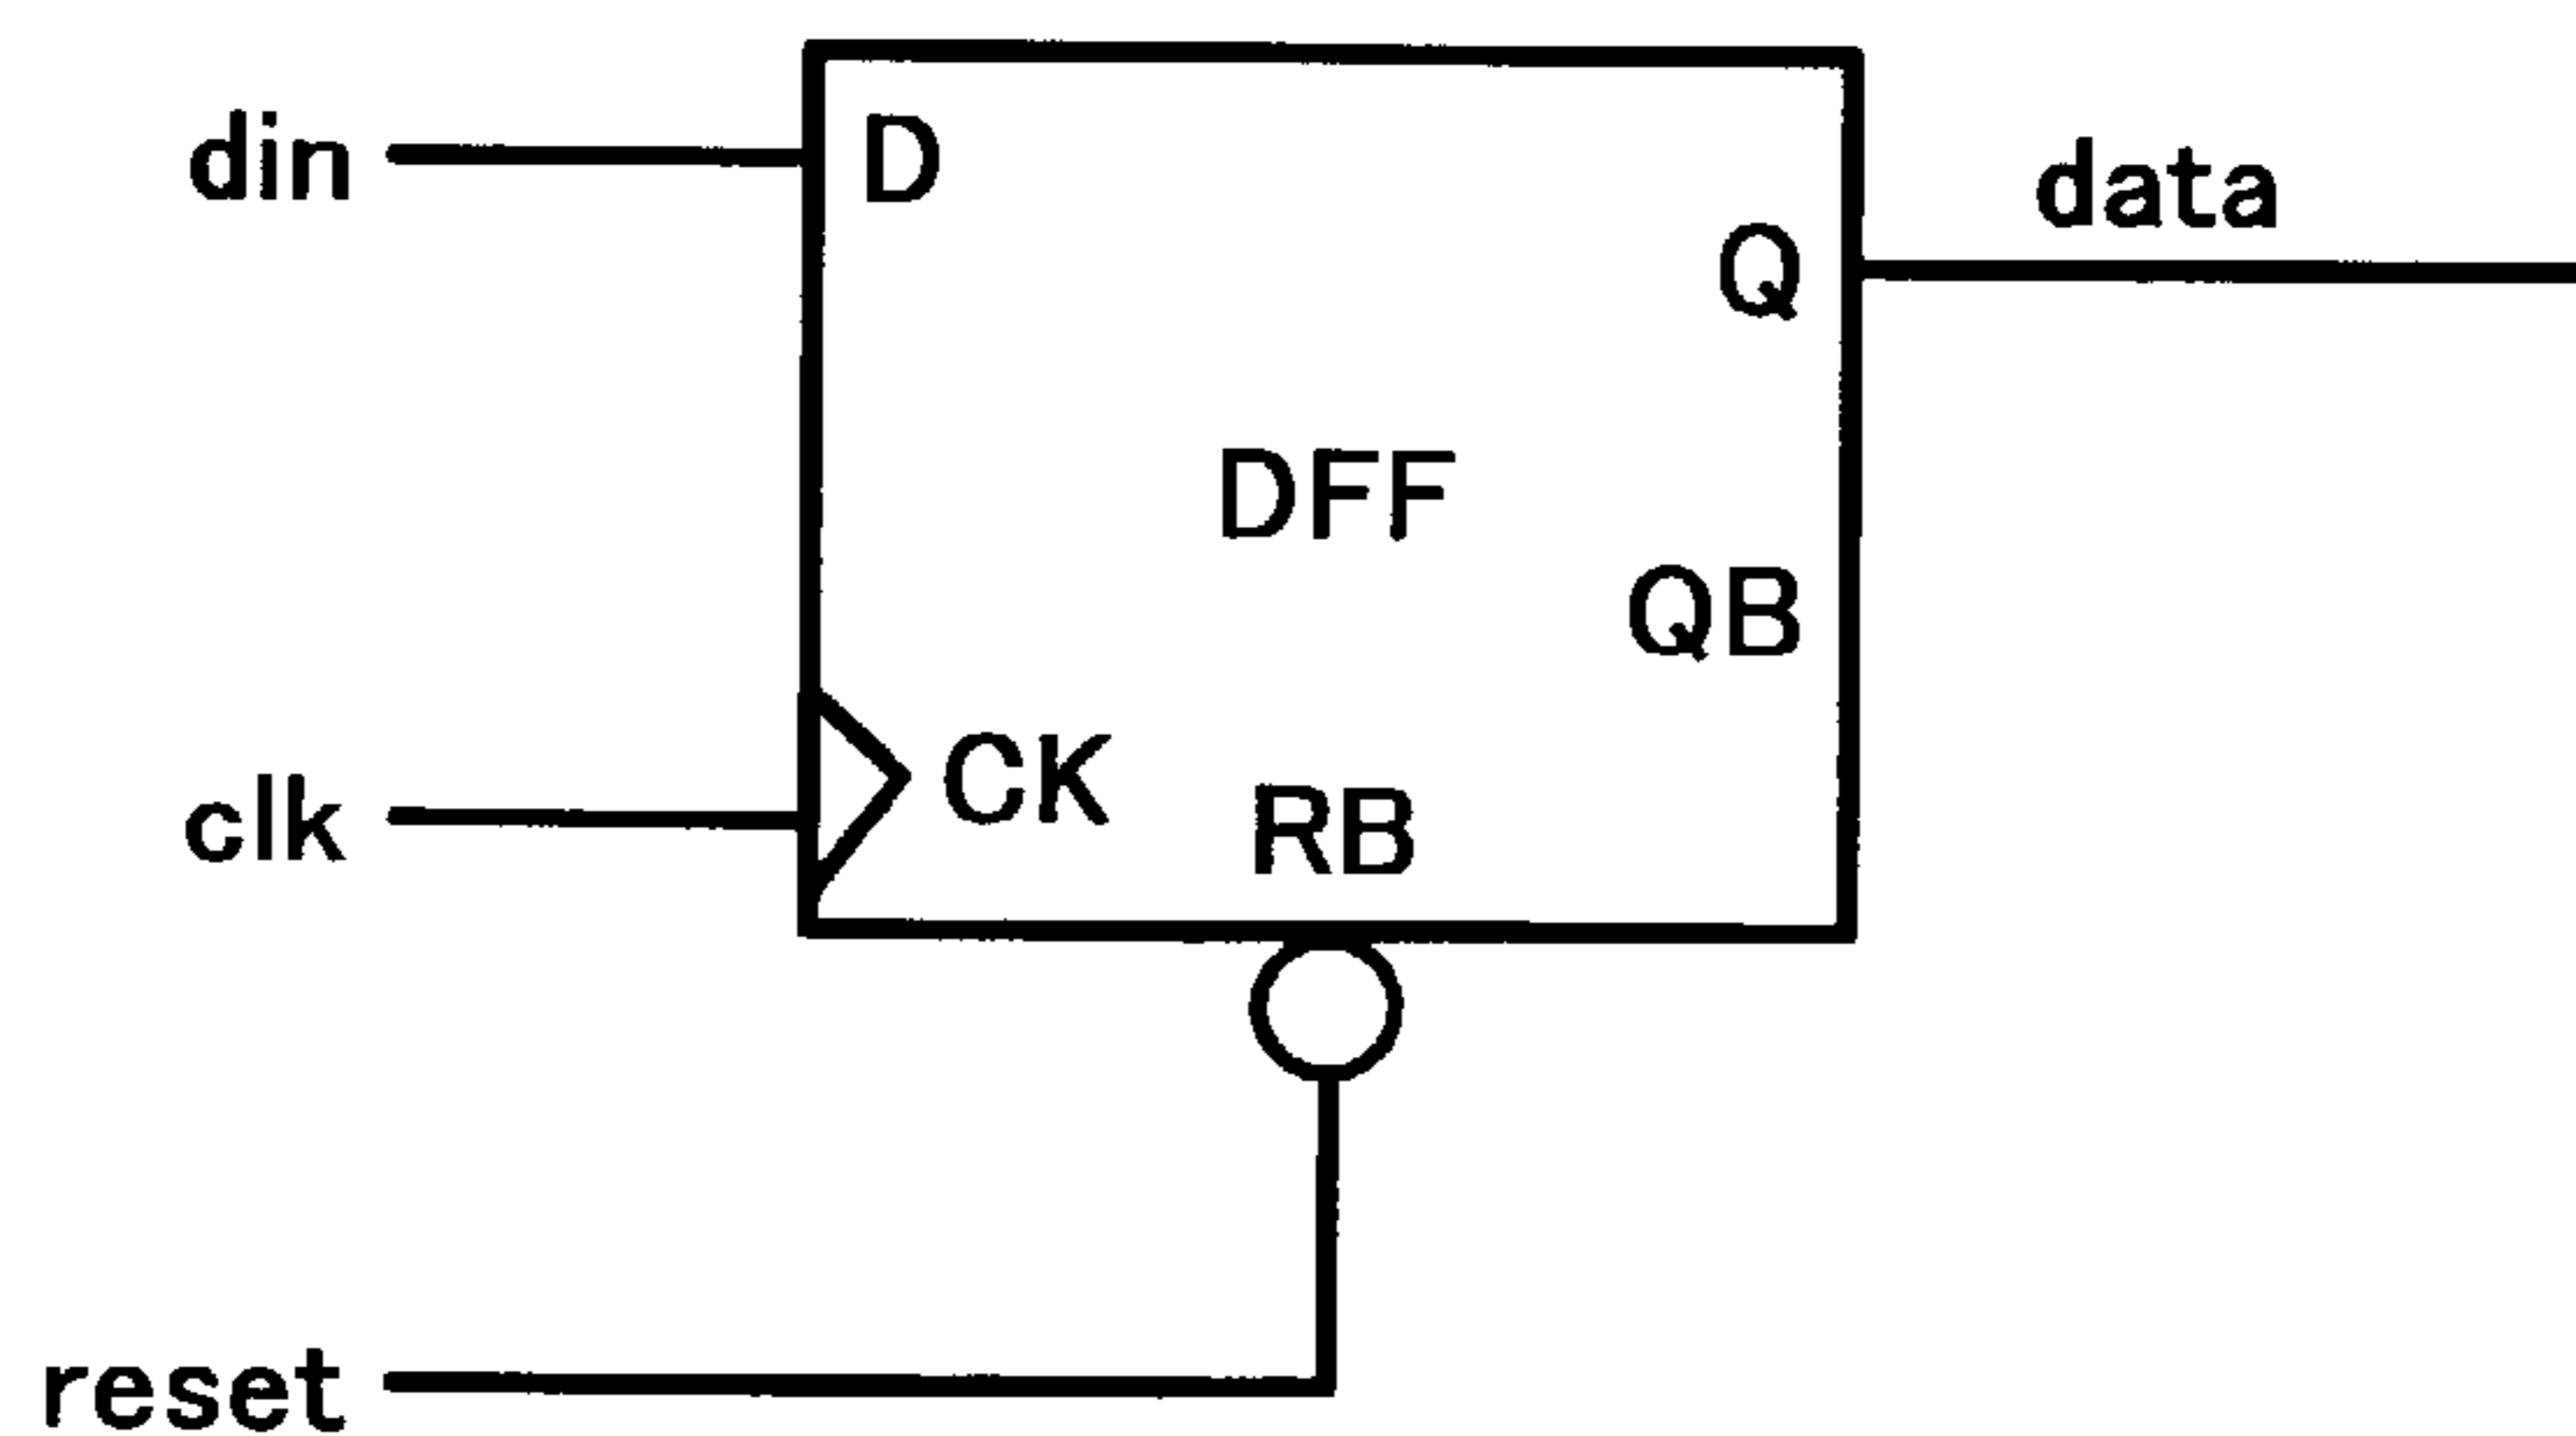 din
D
data
Q
DFF
QB
clk
CK
RB
reset